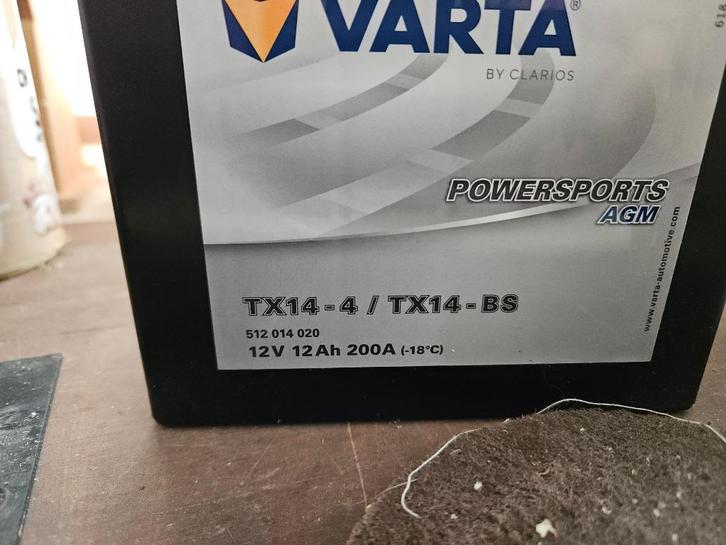 VARTA®
BY CLARIOS
POWERSPORTS
AGM
www.varta-automotive.com
TX14-4 / TX14-BS
512 014 020
12V 12Ah 200A (-18°C)